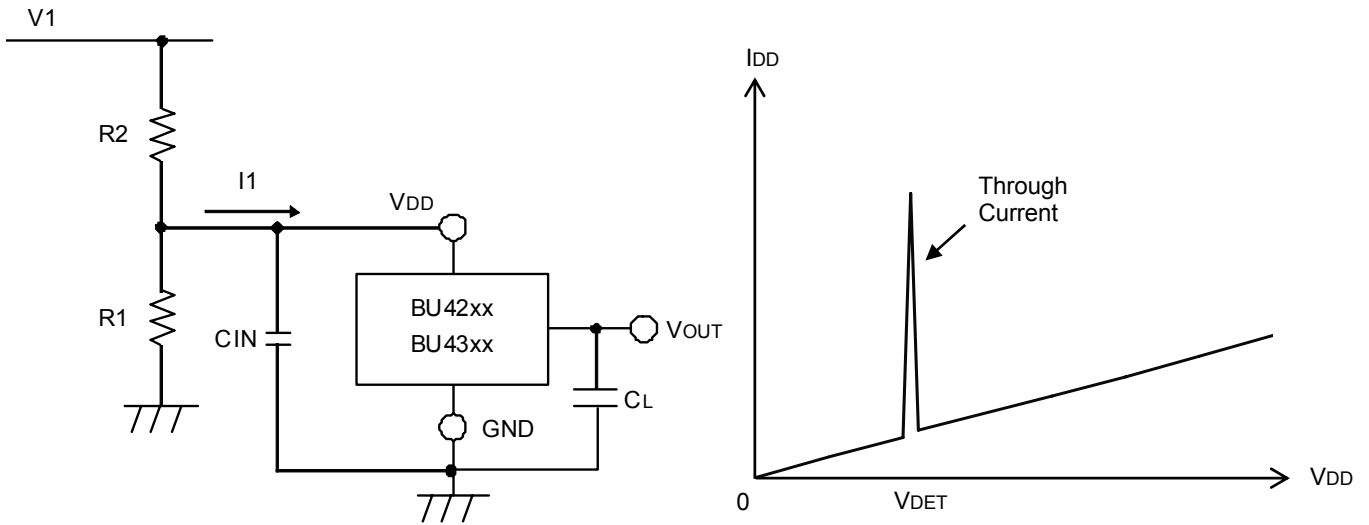 V1
R2
I1
VDD
R1
CIN
BU42xx
BU43xx
VOUT
CL
GND
IDD
Through
Current
0
VDET
VDD